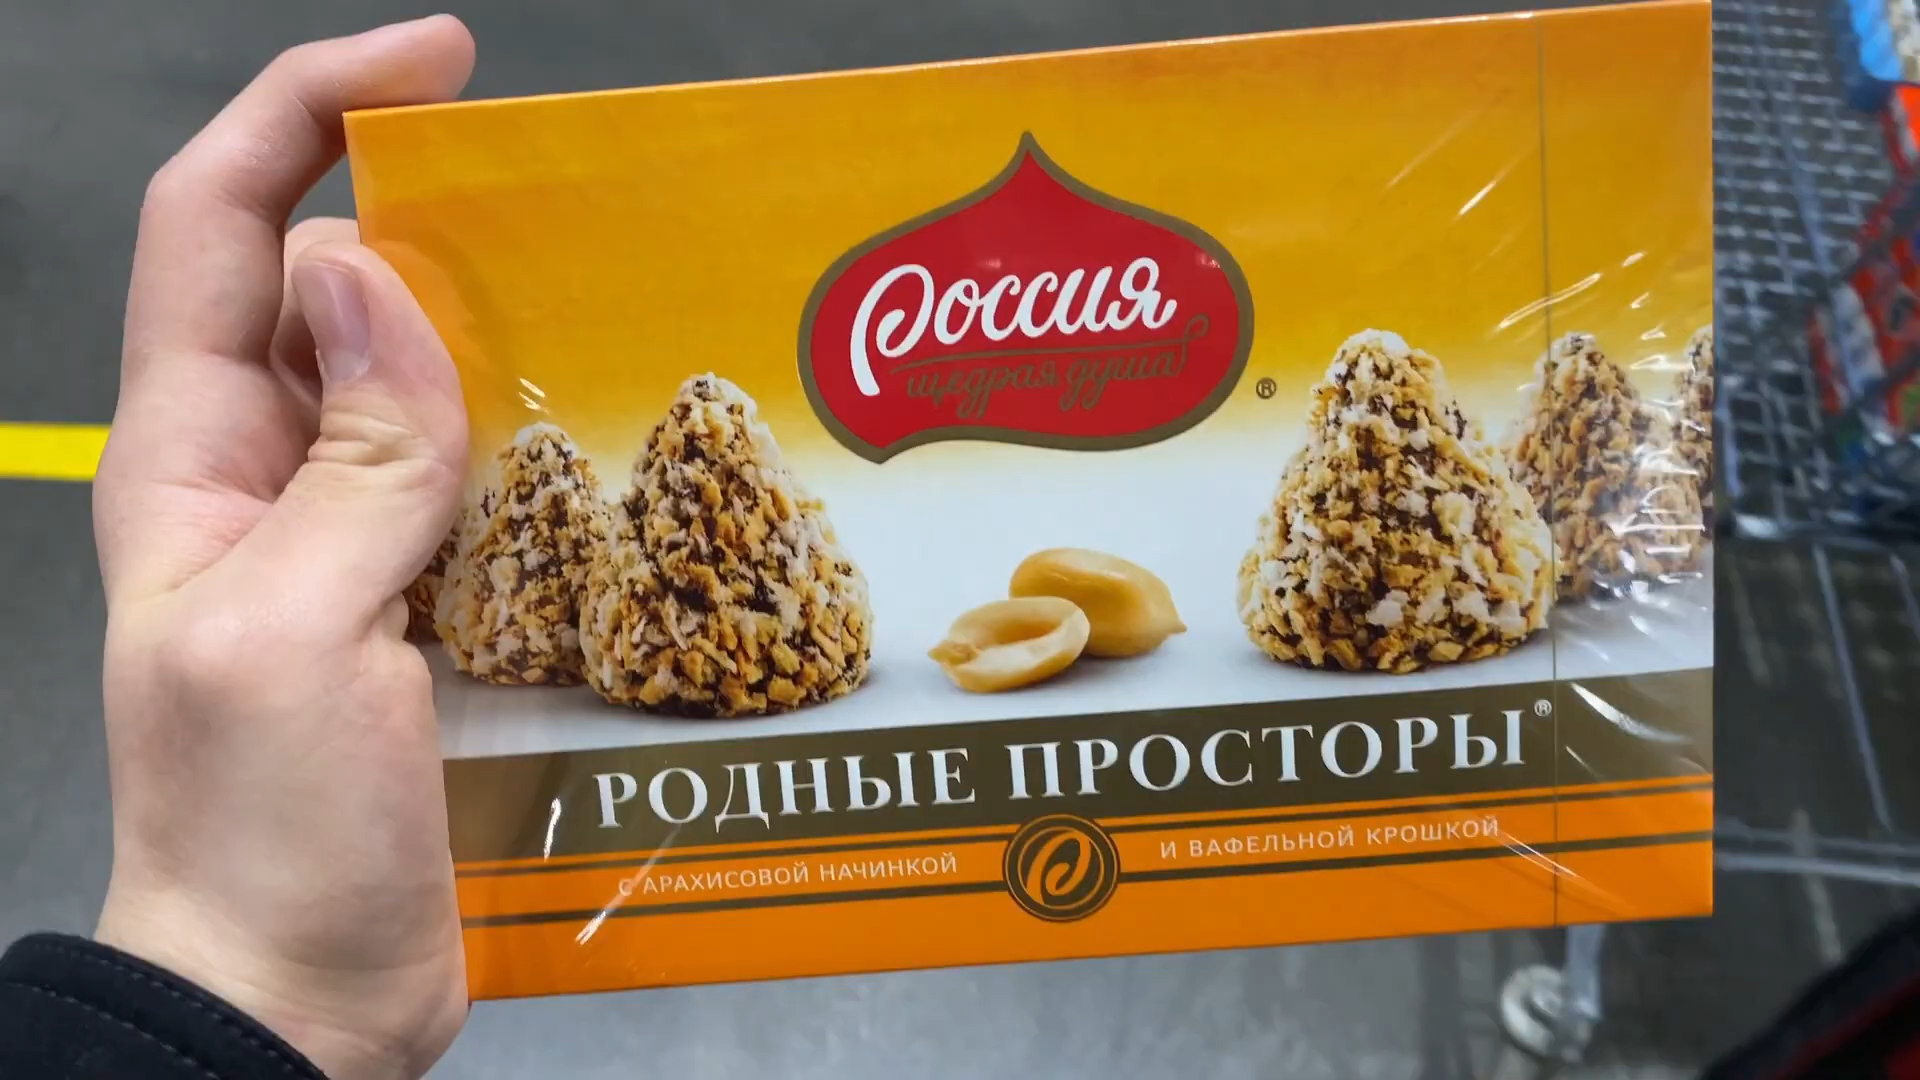 Россия
щедрая душа
®
РОДНЫЕ ПРОСТОРЫ®
С АРАХИСОВОЙ НАЧИНКОЙ
И ВАФЕЛЬНОЙ КРОШКОЙ